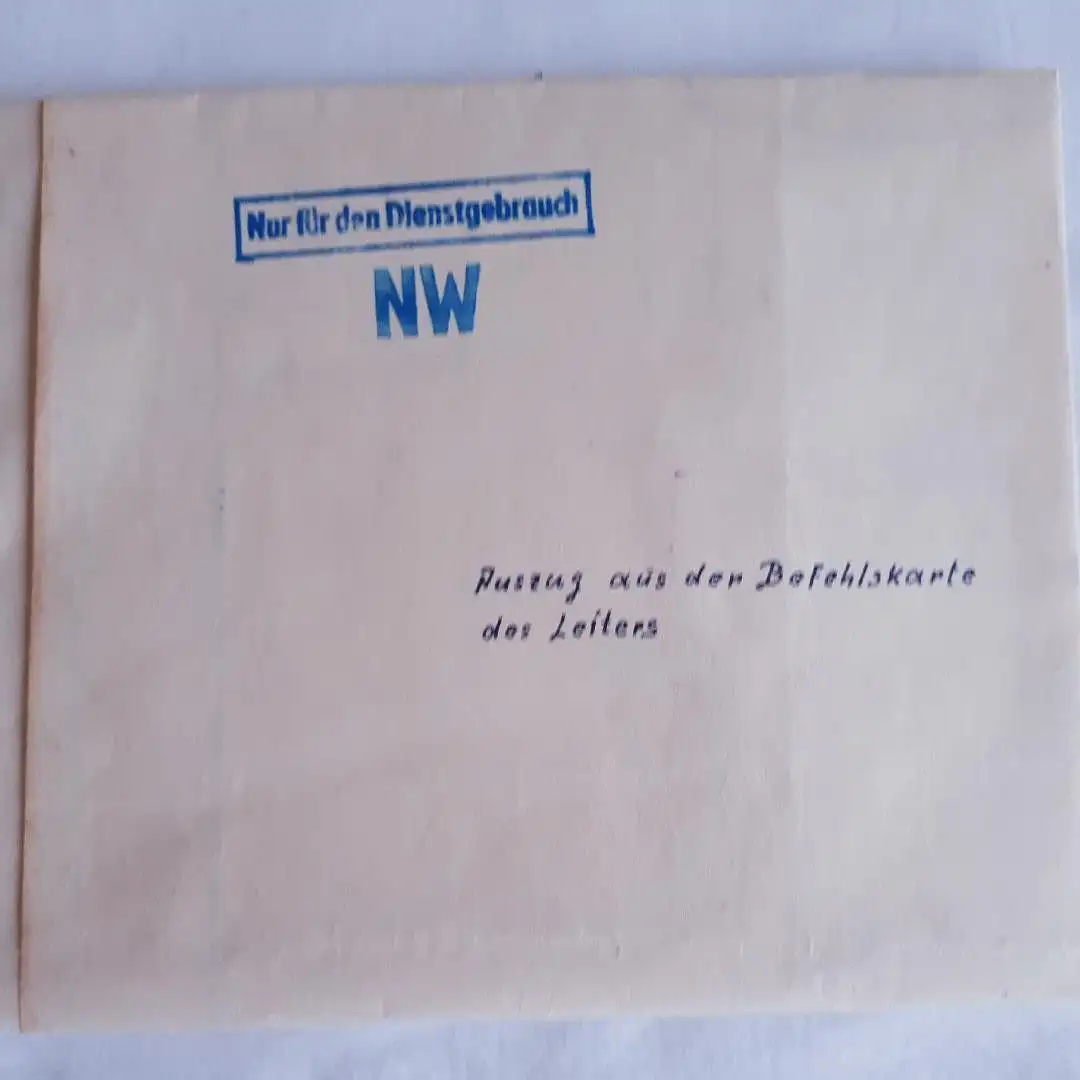 Nur für den Dienstgebrauch
NW
Auszug aus der Befehlskarte
des Leiters